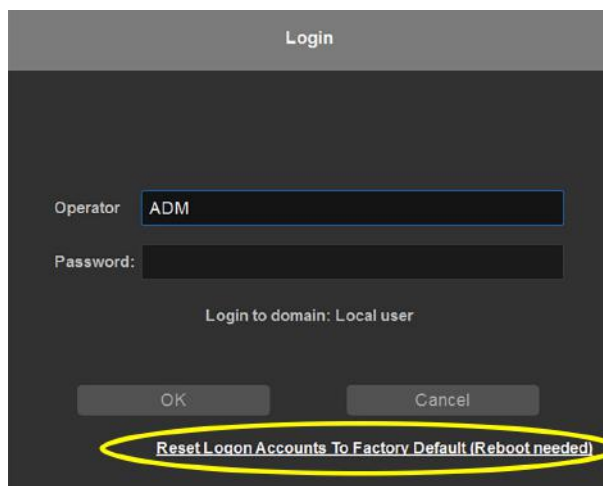 Login
Operator ADM
Password:
Login to domain: Local user
OK Cancel
Reset Logon Accounts To Factory Default (Reboot needed)